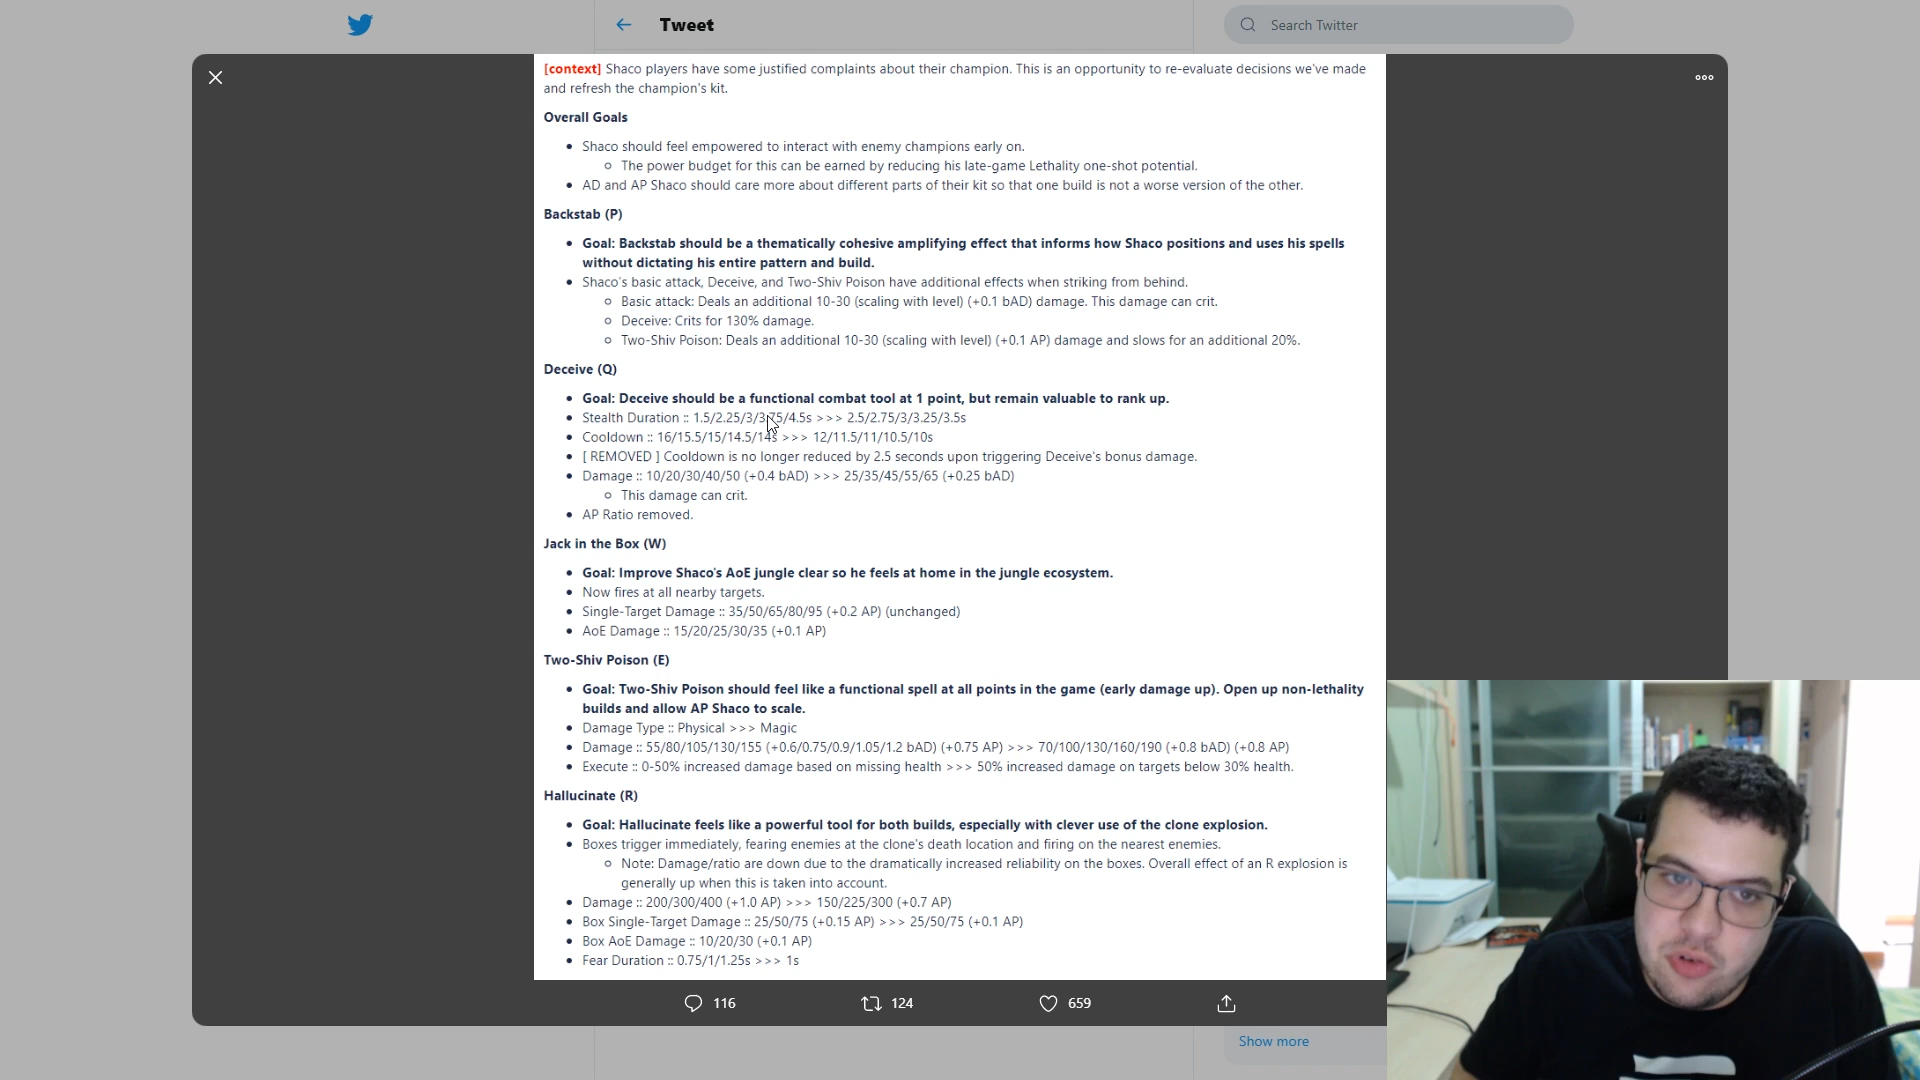 Tweet
Search Twitter
[context] Shaco players have some justified complaints about their champion. This is an opportunity to re-evaluate decisions we've made
and refresh the champion's kit.
Overall Goals
• Shaco should feel empowered to interact with enemy champions early on.
○ The power budget for this can be earned by reducing his late-game Lethality one-shot potential.
• AD and AP Shaco should care more about different parts of their kit so that one build is not a worse version of the other.
Backstab (P)
• Goal: Backstab should be a thematically cohesive amplifying effect that informs how Shaco positions and uses his spells
without dictating his entire pattern and build.
• Shaco's basic attack, Deceive, and Two-Shiv Poison have additional effects when striking from behind.
○ Basic attack: Deals an additional 10-30 (scaling with level) (+0.1 bAD) damage. This damage can crit.
○ Deceive: Crits for 130% damage.
○ Two-Shiv Poison: Deals an additional 10-30 (scaling with level) (+0.1 AP) damage and slows for an additional 20%.
Deceive (Q)
• Goal: Deceive should be a functional combat tool at 1 point, but remain valuable to rank up.
• Stealth Duration :: 1.5/2.25/3/3.75/4.5s >>> 2.5/2.75/3/3.25/3.5s
• Cooldown :: 16/15.5/15/14.5/14s >>> 12/11.5/11/10.5/10s
• [ REMOVED ] Cooldown is no longer reduced by 2.5 seconds upon triggering Deceive's bonus damage.
• Damage :: 10/20/30/40/50 (+0.4 bAD) >>> 25/35/45/55/65 (+0.25 bAD)
○ This damage can crit.
• AP Ratio removed.
Jack in the Box (W)
• Goal: Improve Shaco's AoE jungle clear so he feels at home in the jungle ecosystem.
• Now fires at all nearby targets.
• Single-Target Damage :: 35/50/65/80/95 (+0.2 AP) (unchanged)
• AoE Damage :: 15/20/25/30/35 (+0.1 AP)
Two-Shiv Poison (E)
• Goal: Two-Shiv Poison should feel like a functional spell at all points in the game (early damage up). Open up non-lethality
builds and allow AP Shaco to scale.
• Damage Type :: Physical >>> Magic
• Damage :: 55/80/105/130/155 (+0.6/0.75/0.9/1.05/1.2 bAD) (+0.75 AP) >>> 70/100/130/160/190 (+0.8 bAD) (+0.8 AP)
• Execute :: 0-50% increased damage based on missing health >>> 50% increased damage on targets below 30% health.
Hallucinate (R)
• Goal: Hallucinate feels like a powerful tool for both builds, especially with clever use of the clone explosion.
• Boxes trigger immediately, fearing enemies at the clone's death location and firing on the nearest enemies.
○ Note: Damage/ratio are down due to the dramatically increased reliability on the boxes. Overall effect of an R explosion is
generally up when this is taken into account.
• Damage :: 200/300/400 (+1.0 AP) >>> 150/225/300 (+0.7 AP)
• Box Single-Target Damage :: 25/50/75 (+0.15 AP) >>> 25/50/75 (+0.1 AP)
• Box AoE Damage :: 10/20/30 (+0.1 AP)
• Fear Duration :: 0.75/1/1.25s >>> 1s
116 124 659
Show more